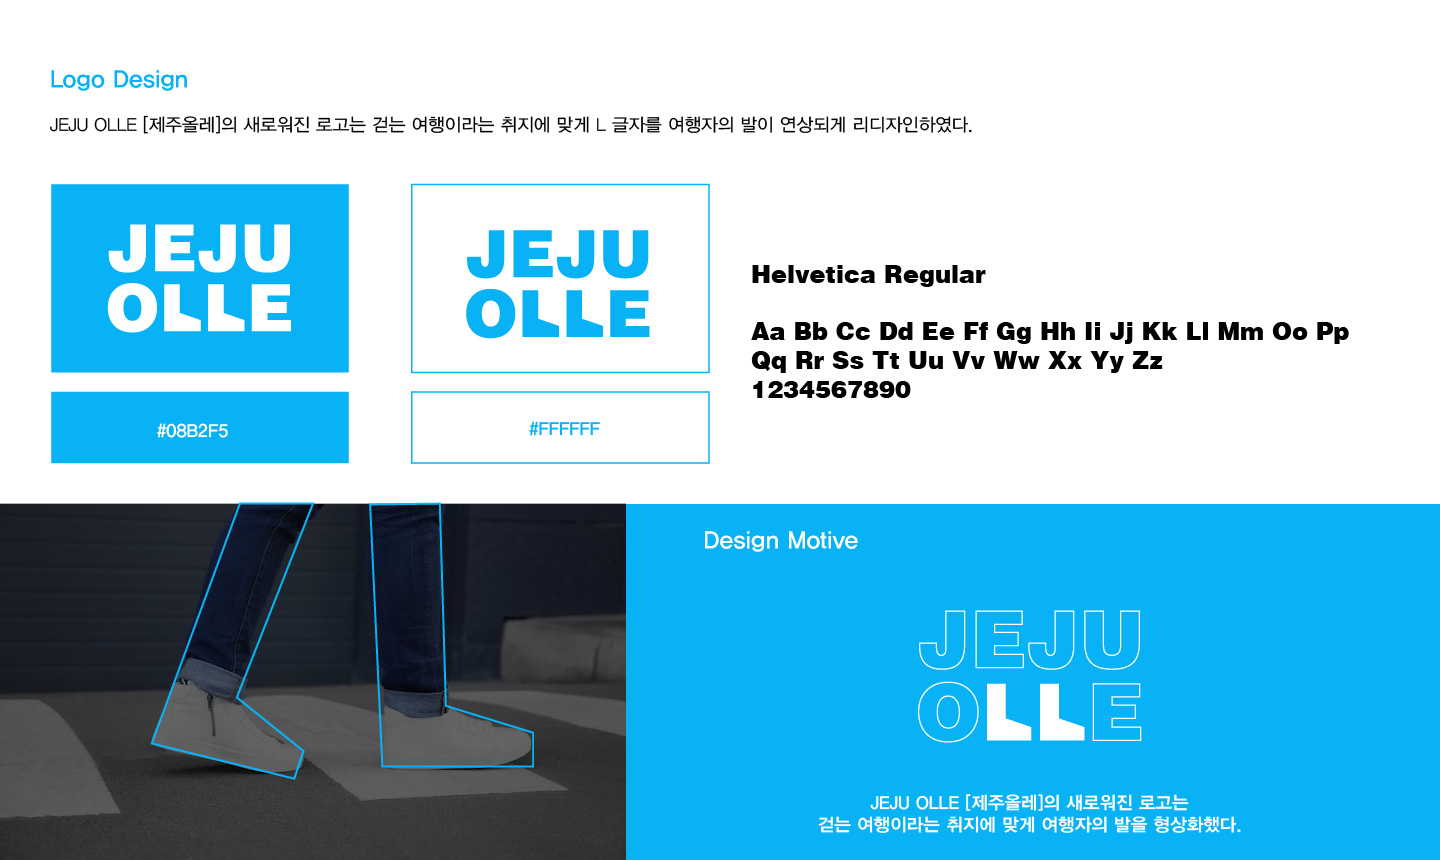 Logo Design
JEJU OLLE [제주올레]의 새로워진 로고는 걷는 여행이라는 취지에 맞게 L 글자를 여행자의 발이 연상되게 리디자인하였다.
JEJU
OLLE
JEJU
OLLE
#08B2F5
#FFFFFF
Helvetica Regular
Aa Bb Cc Dd Ee Ff Gg Hh Ii Jj Kk Ll Mm Oo Pp
Qq Rr Ss Tt Uu Vv Ww Xx Yy Zz
1234567890
Design Motive
JEJU
OLLE
JEJU OLLE [제주올레]의 새로워진 로고는
걷는 여행이라는 취지에 맞게 여행자의 발을 형상화했다.